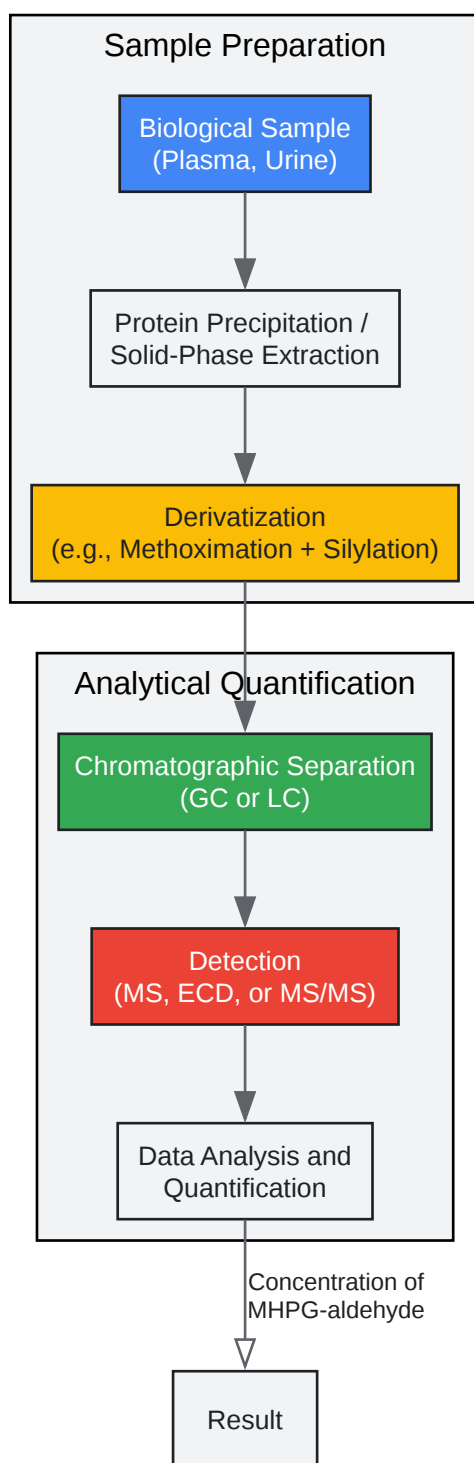 Sample Preparation
Biological Sample
(Plasma, Urine)
Protein Precipitation /
Solid-Phase Extraction
Derivatization
(e.g., Methoximation + Silylation)
Analytical Quantification
Chromatographic Separation
(GC or LC)
Detection
(MS, ECD, or MS/MS)
Data Analysis and
Quantification
Concentration of
MHPG-aldehyde
Result